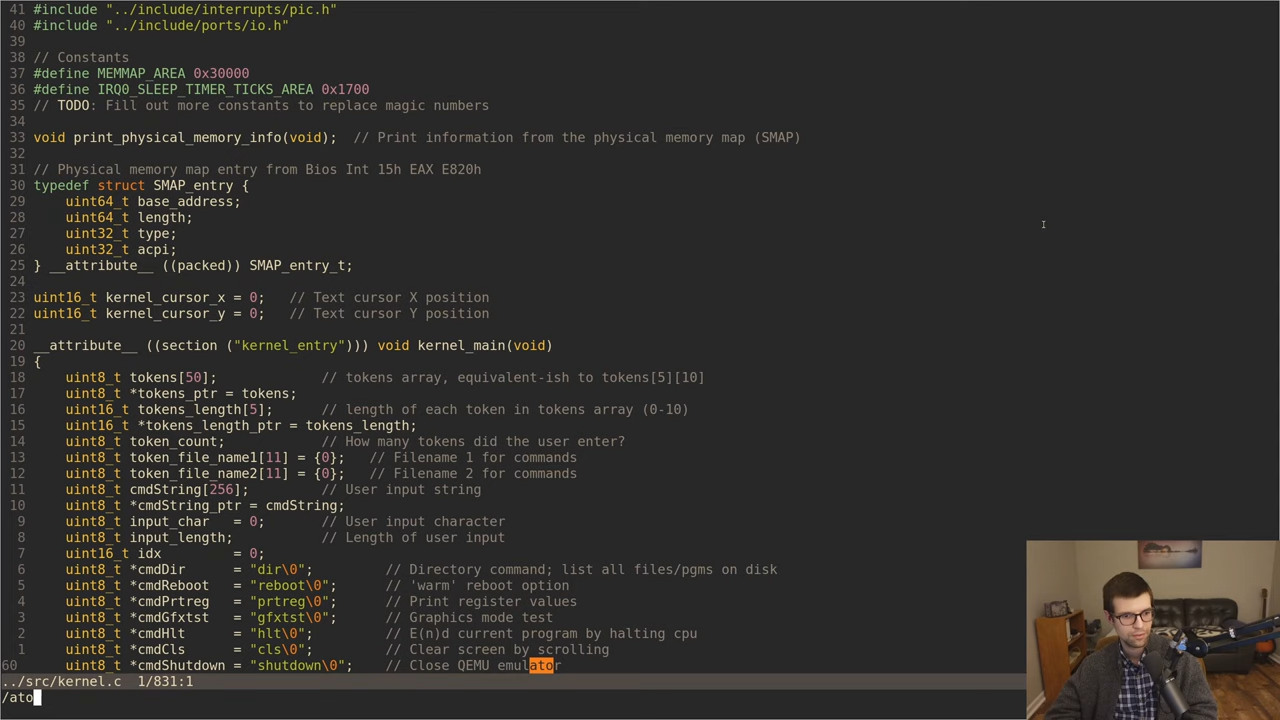 41 #include "../include/interrupts/pic.h"
40 #include "../include/ports/io.h"
39
38 // Constants
37 #define MEMMAP_AREA 0x30000
36 #define IRQ0_SLEEP_TIMER_TICKS_AREA 0x1700
35 // TODO: Fill out more constants to replace magic numbers
34
33 void print_physical_memory_info(void);  // Print information from the physical memory map (SMAP)
32
31 // Physical memory map entry from Bios Int 15h EAX E820h
30 typedef struct SMAP_entry {
29     uint64_t base_address;
28     uint64_t length;
27     uint32_t type;
26     uint32_t acpi;
25 } __attribute__ ((packed)) SMAP_entry_t;
24
23 uint16_t kernel_cursor_x = 0;   // Text cursor X position
22 uint16_t kernel_cursor_y = 0;   // Text cursor Y position
21
20 __attribute__ ((section ("kernel_entry"))) void kernel_main(void)
19 {
18     uint8_t tokens[50];             // tokens array, equivalent-ish to tokens[5][10]
17     uint8_t *tokens_ptr = tokens;
16     uint16_t tokens_length[5];      // length of each token in tokens array (0-10)
15     uint16_t *tokens_length_ptr = tokens_length;
14     uint8_t token_count;            // How many tokens did the user enter?
13     uint8_t token_file_name1[11] = {0};   // Filename 1 for commands
12     uint8_t token_file_name2[11] = {0};   // Filename 2 for commands
11     uint8_t cmdString[256];         // User input string
10     uint8_t *cmdString_ptr = cmdString;
9     uint8_t input_char   = 0;       // User input character
8     uint8_t input_length;           // Length of user input
7     uint16_t idx         = 0;
6     uint8_t *cmdDir      = "dir\0";         // Directory command; list all files/pgms on disk
5     uint8_t *cmdReboot   = "reboot\0";      // 'warm' reboot option
4     uint8_t *cmdPrtreg   = "prtreg\0";      // Print register values
3     uint8_t *cmdGfxtst   = "gfxtst\0";      // Graphics mode test
2     uint8_t *cmdHlt      = "hlt\0";         // E(n)d current program by halting cpu
1     uint8_t *cmdCls      = "cls\0";         // Clear screen by scrolling
60     uint8_t *cmdShutdown = "shutdown\0";    // Close QEMU emulator
../src/kernel.c  1/831:1
/ato